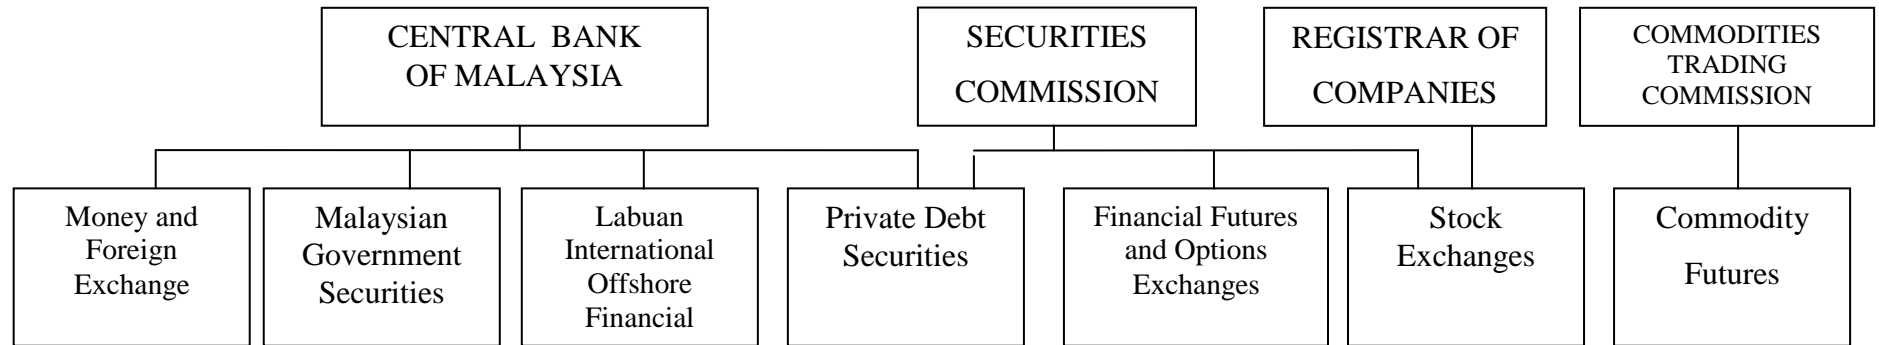 CENTRAL BANK
OF MALAYSIA
SECURITIES
COMMISSION
REGISTRAR OF
COMPANIES
COMMODITIES
TRADING
COMMISSION
Money and
Foreign
Exchange
Malaysian
Government
Securities
Labuan
International
Offshore
Financial
Private Debt
Securities
Financial Futures
and Options
Exchanges
Stock
Exchanges
Commodity
Futures